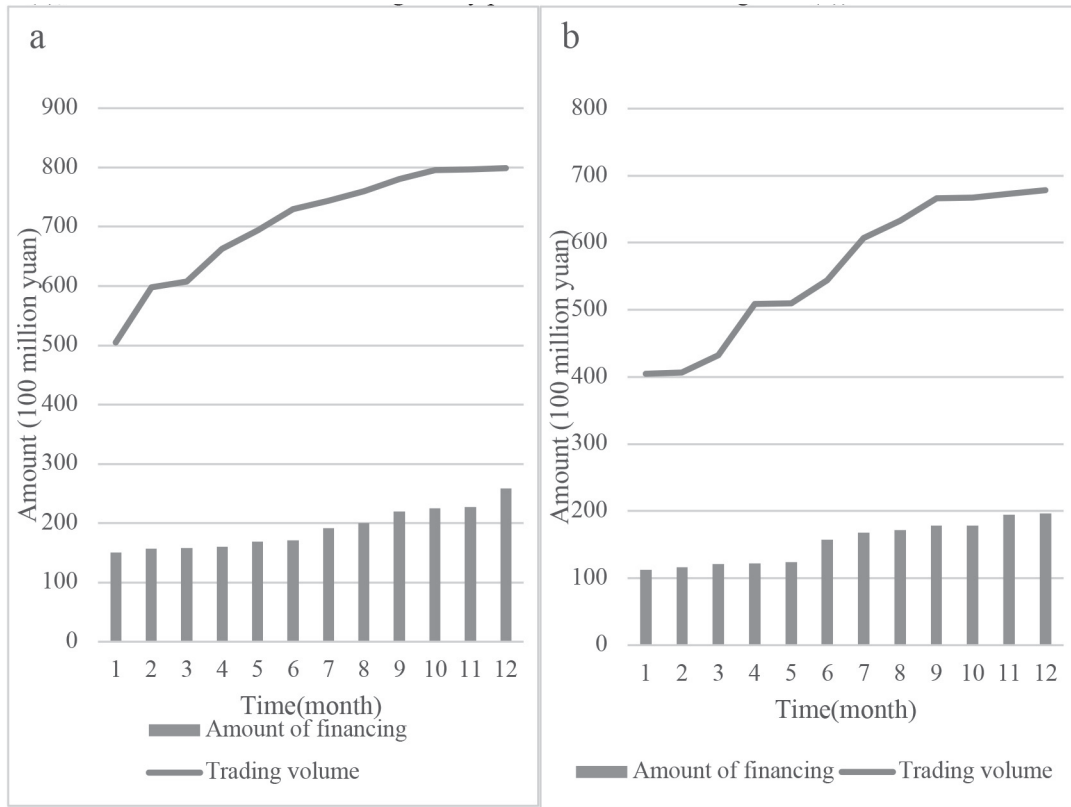 a
900
800
700
600
500
400
300
200
100
0
Amount (100 million yuan)
1 2 3 4 5 6 7 8 9 10 11 12
Time(month)
Amount of financing
Trading volume
b
800
700
600
500
400
300
200
100
0
Amount (100 million yuan)
1 2 3 4 5 6 7 8 9 10 11 12
Time(month)
Amount of financing Trading volume